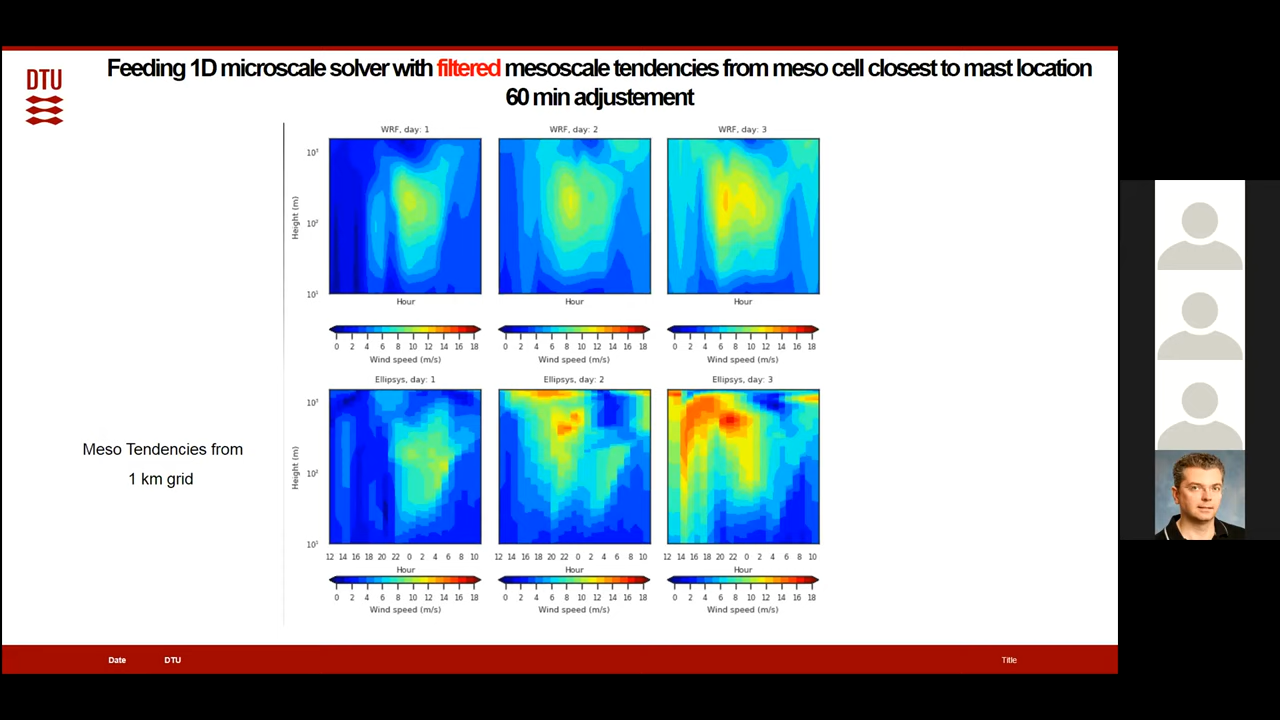 DTU
Feeding 1D microscale solver with filtered mesoscale tendencies from meso cell closest to mast location
60 min adjustement
WRF, day: 1
WRF, day: 2
WRF, day: 3
Height (m)
10³
10²
10¹
Hour
Hour
Hour
0 2 4 6 8 10 12 14 16 18
0 2 4 6 8 10 12 14 16 18
0 2 4 6 8 10 12 14 16 18
Wind speed (m/s)
Wind speed (m/s)
Wind speed (m/s)
Ellipsys, day: 1
Ellipsys, day: 2
Ellipsys, day: 3
Meso Tendencies from
1 km grid
Height (m)
10³
10²
10¹
12 14 16 18 20 22 0 2 4 6 8 10
12 14 16 18 20 22 0 2 4 6 8 10
12 14 16 18 20 22 0 2 4 6 8 10
Hour
Hour
Hour
0 2 4 6 8 10 12 14 16 18
0 2 4 6 8 10 12 14 16 18
0 2 4 6 8 10 12 14 16 18
Wind speed (m/s)
Wind speed (m/s)
Wind speed (m/s)
Date
DTU
Title